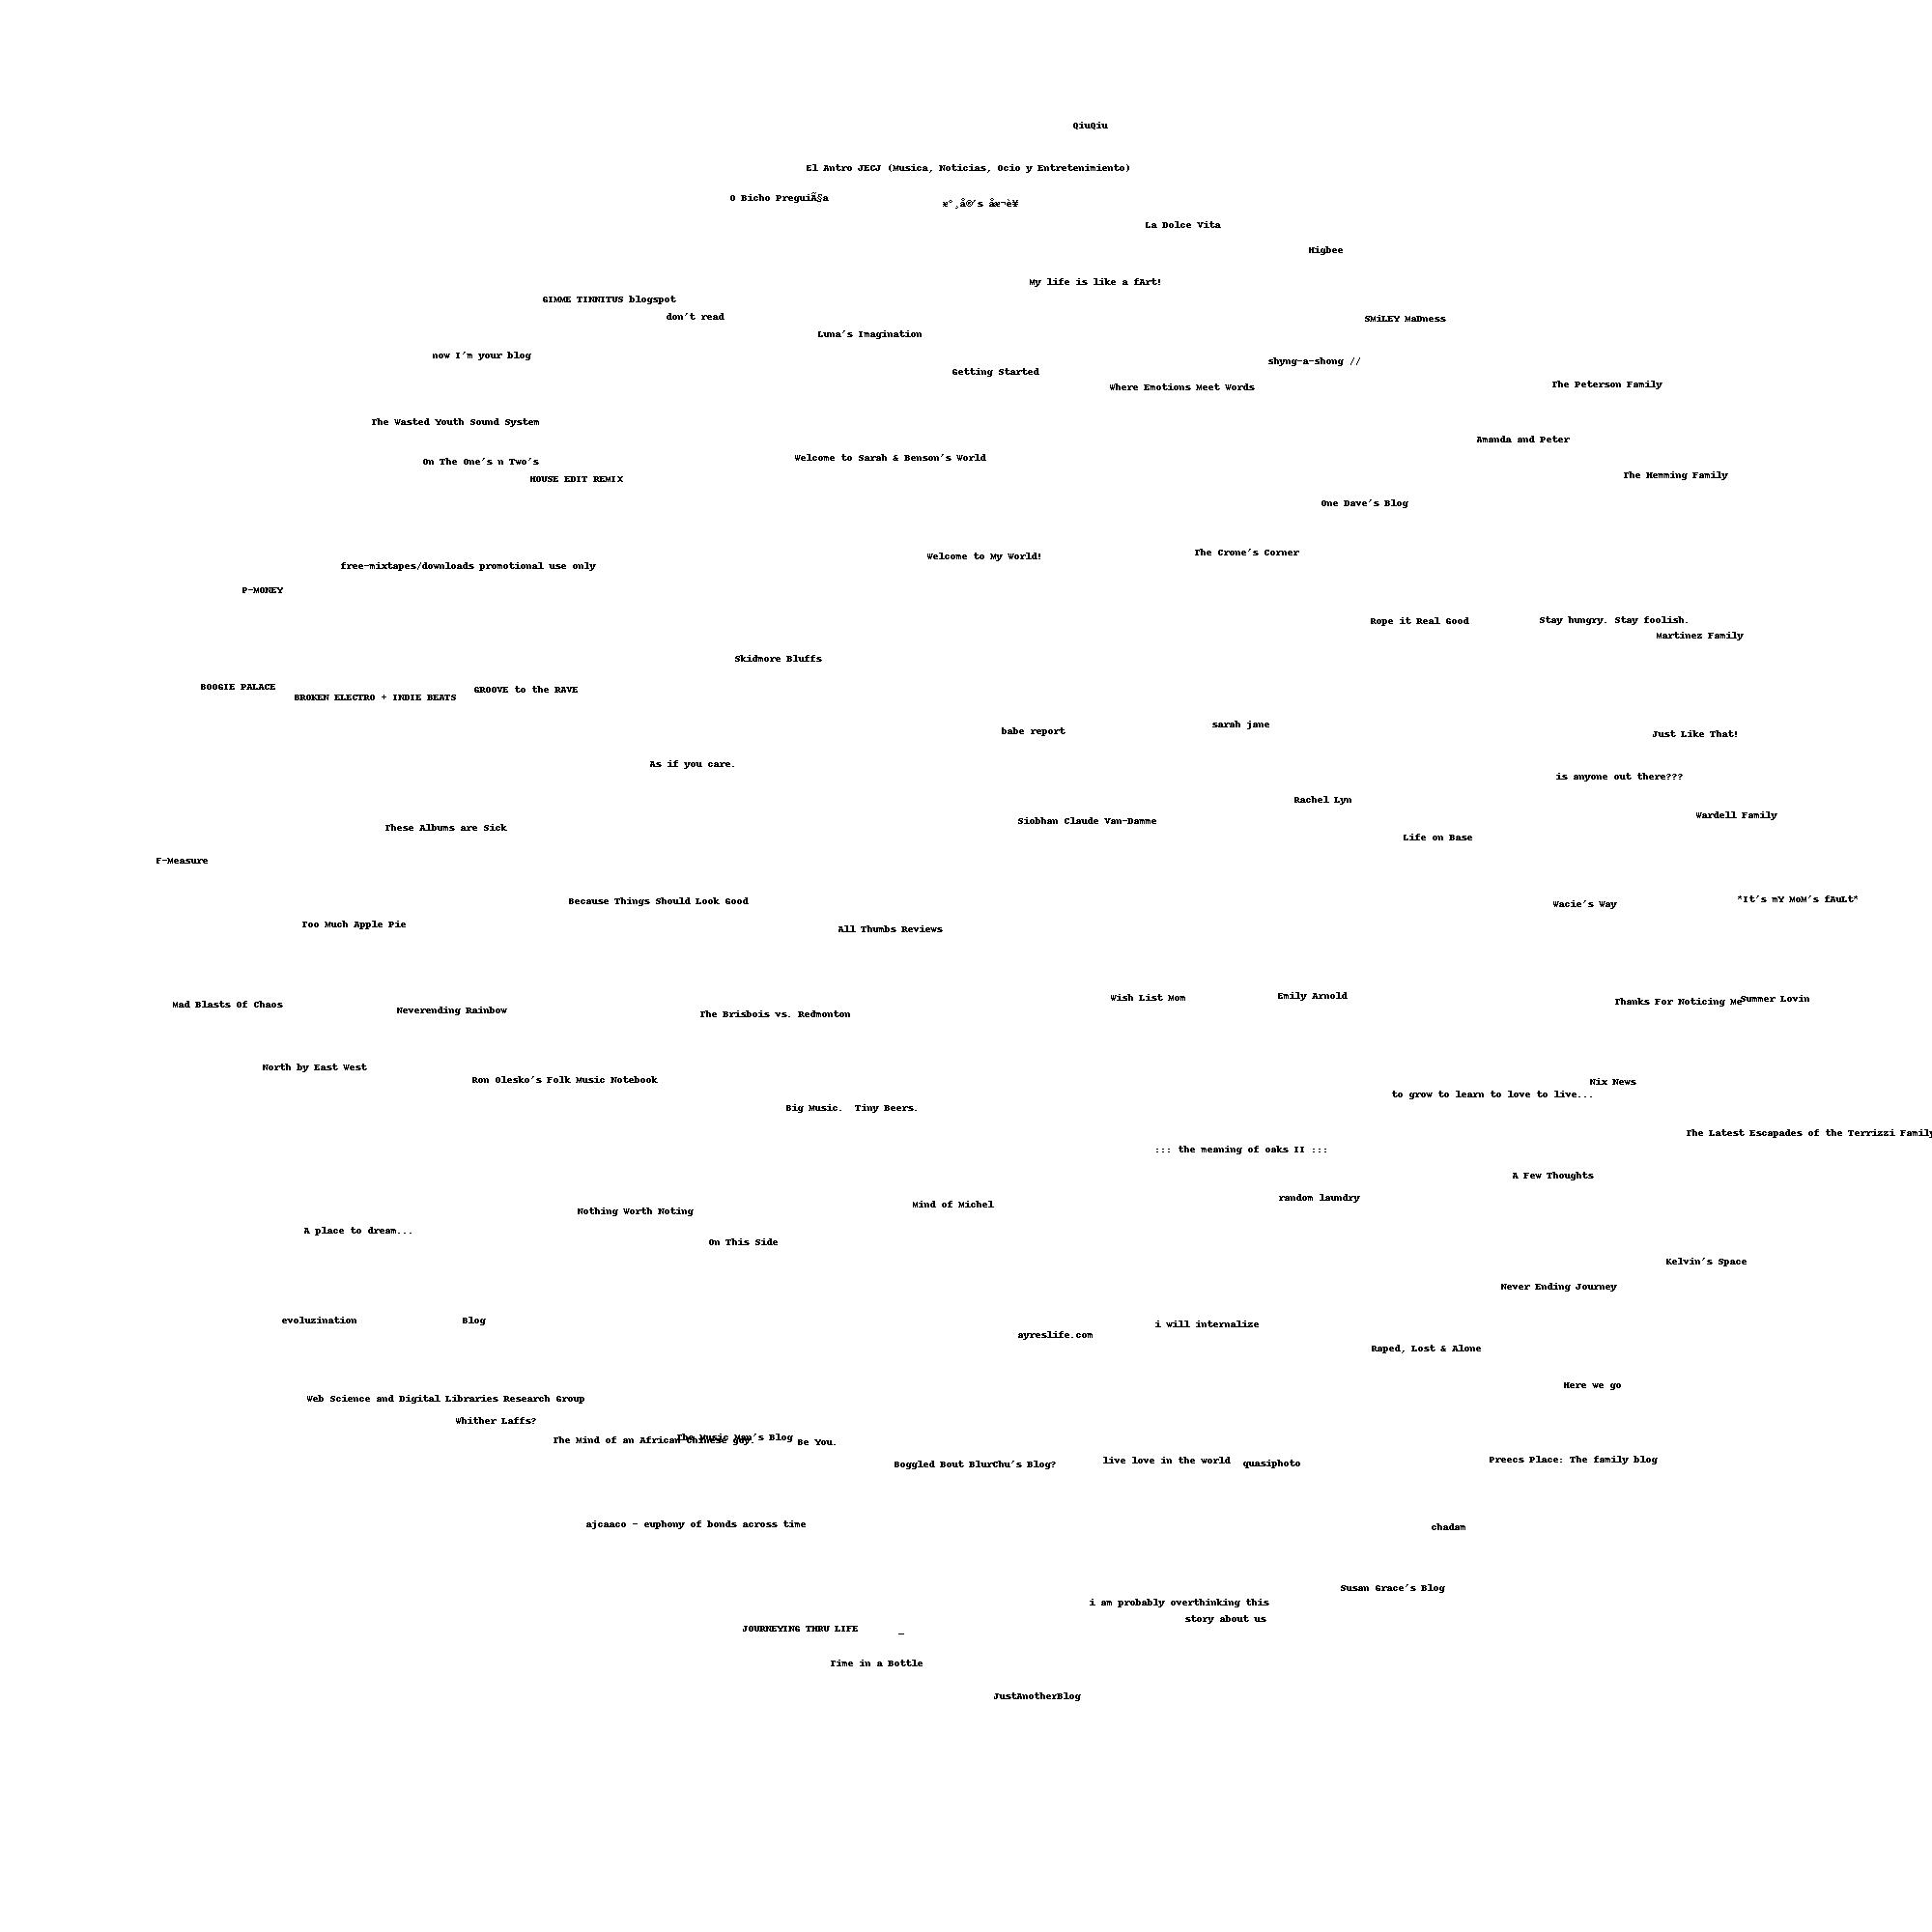 QiuQiu
El Antro JECJ (Musica, Noticias, Ocio y Entretenimiento)
O Bicho PreguiÃ§a
æ°¸å®‘s åæ¬è¥
La Dolce Vita
Higbee
My life is like a fArt!
GIMME TINNITUS blogspot
don't read
SMiLEY MaDness
Luna's Imagination
now I'm your blog
shyng-a-shong //
Getting Started
Where Emotions Meet Words
The Peterson Family
The Wasted Youth Sound System
Amanda and Peter
Welcome to Sarah & Benson's World
On The One's n Two's
HOUSE EDIT REMIX
The Hemming Family
One Dave's Blog
Welcome to My World!
The Crone's Corner
free-mixtapes/downloads promotional use only
P-MONEY
Rope it Real Good
Stay hungry. Stay foolish.
Martinez Family
Skidmore Bluffs
BOOGIE PALACE
BROKEN ELECTRO + INDIE BEATS
GROOVE to the RAVE
sarah jane
babe report
Just Like That!
As if you care.
is anyone out there???
Rachel Lyn
Siobhan Claude Van-Damme
Wardell Family
These Albums are Sick
Life on Base
F-Measure
Because Things Should Look Good
Wacie's Way
*It's mY MoM's fAuLt*
Too Much Apple Pie
All Thumbs Reviews
Mad Blasts Of Chaos
Neverending Rainbow
The Brisbois vs. Redmonton
Wish List Mom
Emily Arnold
Thanks For Noticing Me
Summer Lovin
North by East West
Ron Olesko's Folk Music Notebook
Nix News
to grow to learn to love to live...
Big Music.  Tiny Beers.
The Latest Escapades of the Terrizzi Family
::: the meaning of oaks II :::
A Few Thoughts
random laundry
Mind of Michel
Nothing Worth Noting
A place to dream...
On This Side
Kelvin's Space
Never Ending Journey
evoluzination
Blog
i will internalize
ayreslife.com
Raped, Lost & Alone
Here we go
Web Science and Digital Libraries Research Group
Whither Laffs?
The Mind of an African Chinese guy.
The Music Man's Blog
Be You.
Boggled Bout BlurChu's Blog?
live love in the world
quasiphoto
Preecs Place: The family blog
ajcaaco - euphony of bonds across time
chadam
Susan Grace's Blog
i am probably overthinking this
story about us
JOURNEYING THRU LIFE
_
Time in a Bottle
JustAnotherBlog